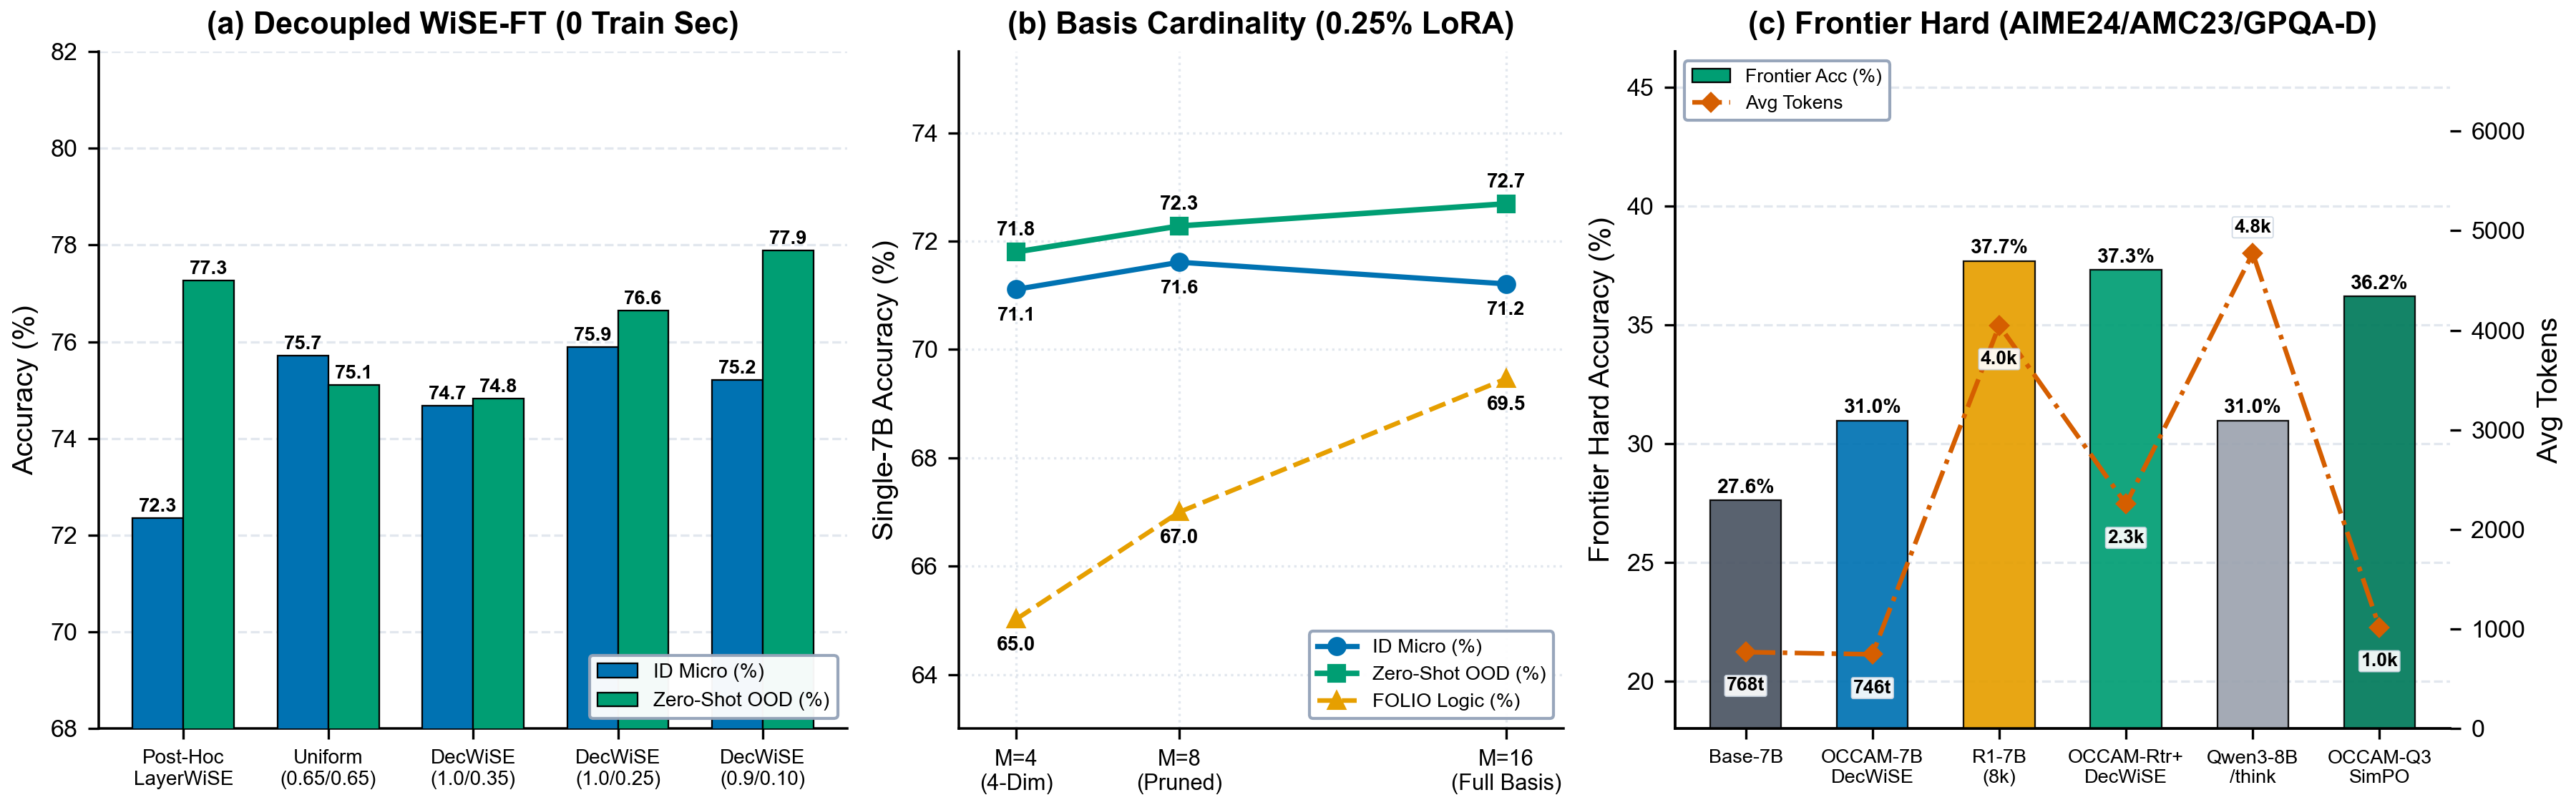 (a) Decoupled WiSE-FT (0 Train Sec)
Accuracy (%)
82
80
78
76
74
72
70
68
72.3
77.3
75.7
75.1
74.7
74.8
75.9
76.6
75.2
77.9
ID Micro (%)
Zero-Shot OOD (%)
Post-Hoc
LayerWiSE
Uniform
(0.65/0.65)
DecWiSE
(1.0/0.35)
DecWiSE
(1.0/0.25)
DecWiSE
(0.9/0.10)
(b) Basis Cardinality (0.25% LoRA)
Single-7B Accuracy (%)
74
72
70
68
66
64
71.8
72.3
72.7
71.1
71.6
71.2
65.0
67.0
69.5
ID Micro (%)
Zero-Shot OOD (%)
FOLIO Logic (%)
M=4
(4-Dim)
M=8
(Pruned)
M=16
(Full Basis)
(c) Frontier Hard (AIME24/AMC23/GPQA-D)
Frontier Hard Accuracy (%)
45
40
35
30
25
20
Frontier Acc (%)
Avg Tokens
27.6%
31.0%
37.7%
37.3%
31.0%
36.2%
768t
746t
4.0k
2.3k
4.8k
1.0k
Base-7B
OCCAM-7B
DecWiSE
R1-7B
(8k)
OCCAM-Rtr+
DecWiSE
Qwen3-8B
/think
OCCAM-Q3
SimPO
6000
5000
4000
3000
2000
1000
0
Avg Tokens